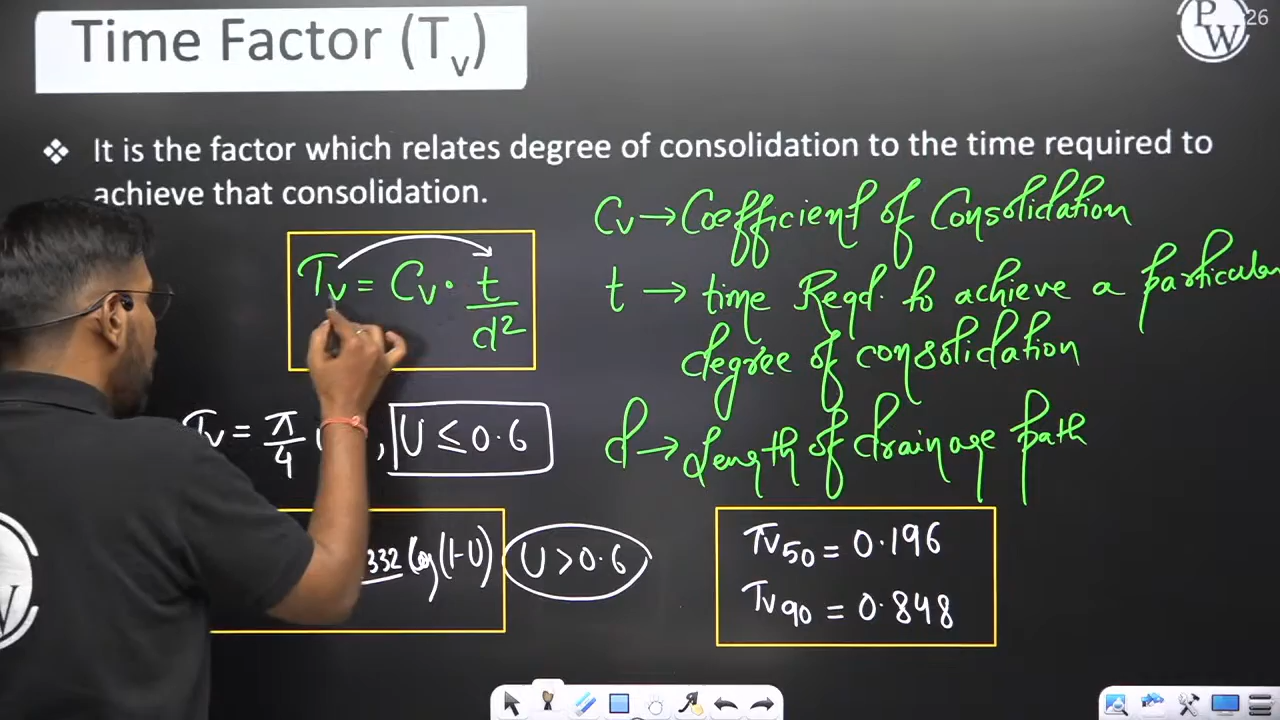 Time Factor (Tv)
PW
26
❖ It is the factor which relates degree of consolidation to the time required to
achieve that consolidation.
Tv = Cv · t/d²
Cv → Coefficient of Consolidation
t → time Reqd. to achieve a particular
degree of consolidation
d → Length of drainage path
Tv = π/4 , U ≤ 0.6
332 log(1-U) U > 0.6
Tv50 = 0.196
Tv90 = 0.848
W